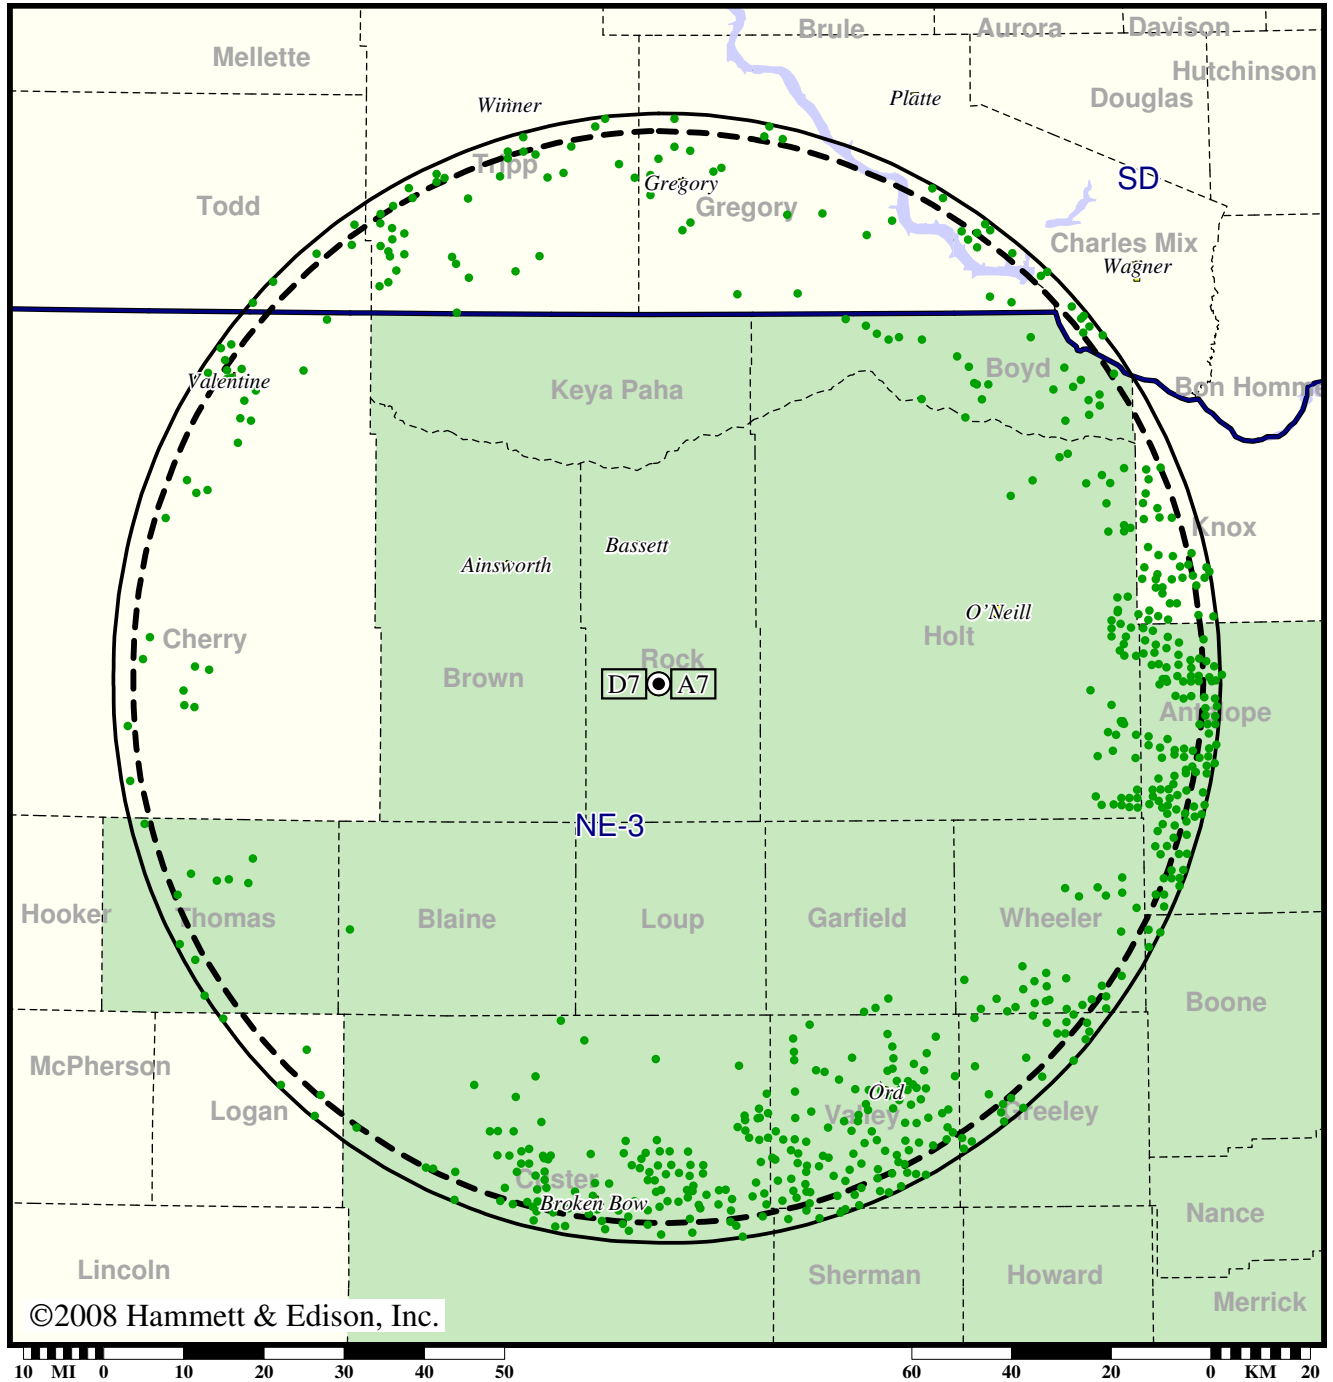 Brule
Aurora
Davison
Mellette
Hutchinson
Douglas
Winner
Platte
Tripp
SD
Gregory
Todd
Gregory
Charles Mix
Wagner
Boyd
Valentine
Keya Paha
Bon Homme
Knox
Bassett
Ainsworth
O'Neill
Cherry
Holt
Rock
Brown
D7
A7
Antelope
NE-3
Hooker
Thomas
Blaine
Loup
Garfield
Wheeler
Boone
McPherson
Ord
Logan
Valley
Greeley
Custer
Broken Bow
Nance
Lincoln
Sherman
Howard
Merrick
©2008 Hammett & Edison, Inc.
10 MI 0 10 20 30 40 50 60 40 20 0 KM 20